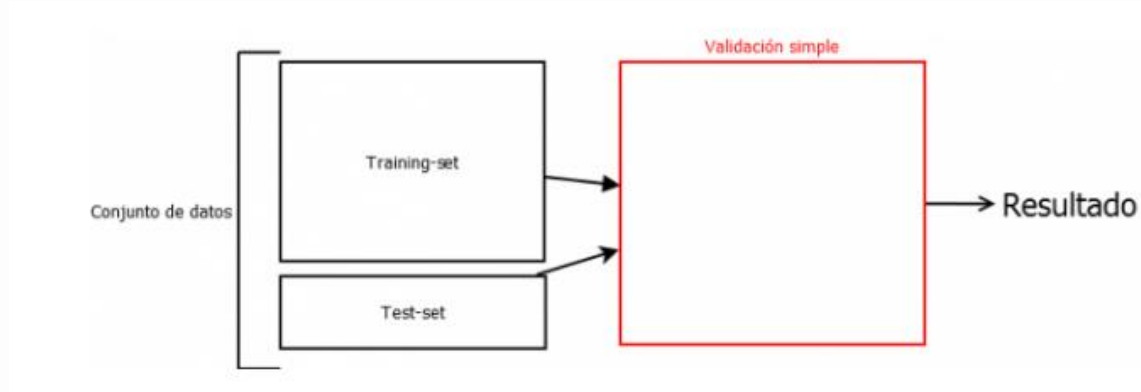 Validación simple
Training-set
Conjunto de datos
Resultado
Test-set